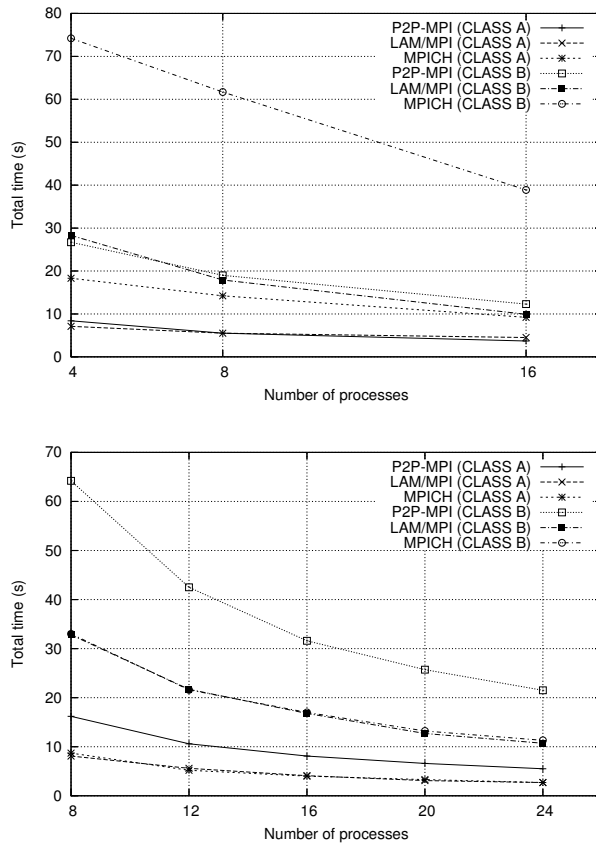 80
70
60
50
40
30
20
10
0
Total time (s)
4
8
16
Number of processes
P2P-MPI (CLASS A)
LAM/MPI (CLASS A)
MPICH (CLASS A)
P2P-MPI (CLASS B)
LAM/MPI (CLASS B)
MPICH (CLASS B)
70
60
50
40
30
20
10
0
Total time (s)
8
12
16
20
24
Number of processes
P2P-MPI (CLASS A)
LAM/MPI (CLASS A)
MPICH (CLASS A)
P2P-MPI (CLASS B)
LAM/MPI (CLASS B)
MPICH (CLASS B)